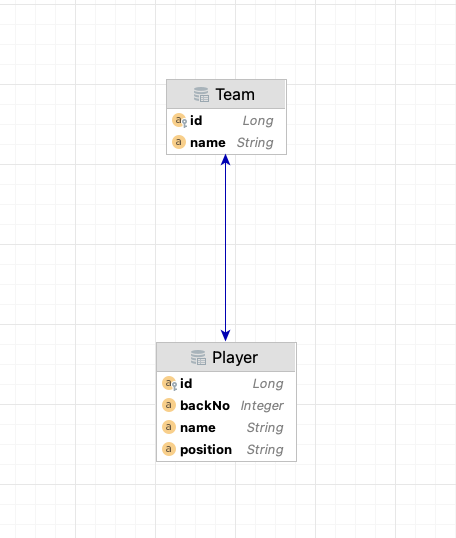 Team
id Long
name String
Player
id Long
backNo Integer
name String
position String